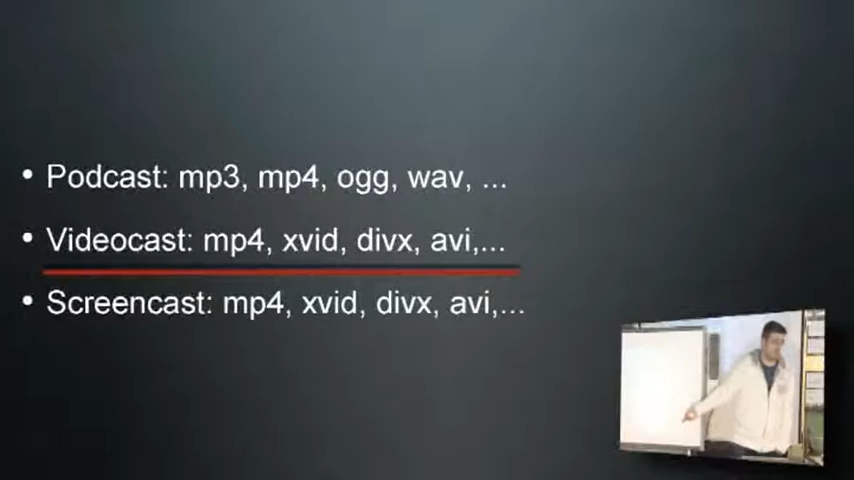 • Podcast: mp3, mp4, ogg, wav, ...
• Videocast: mp4, xvid, divx, avi,...
• Screencast: mp4, xvid, divx, avi,...